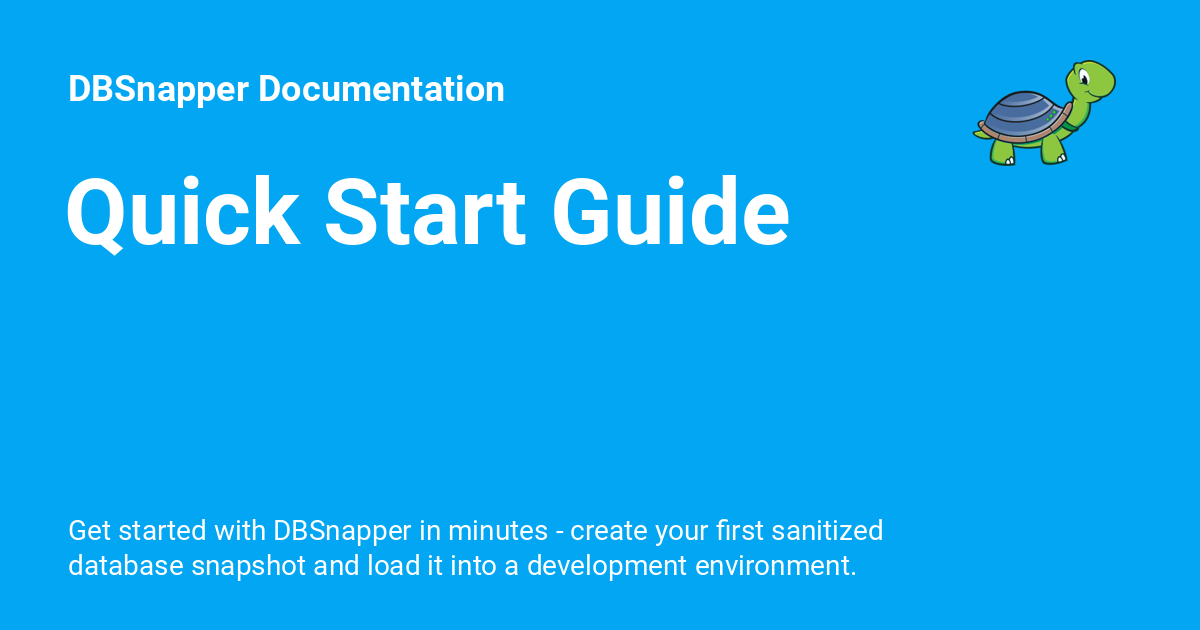 DBSnapper Documentation
Quick Start Guide
Get started with DBSnapper in minutes - create your first sanitized
database snapshot and load it into a development environment.